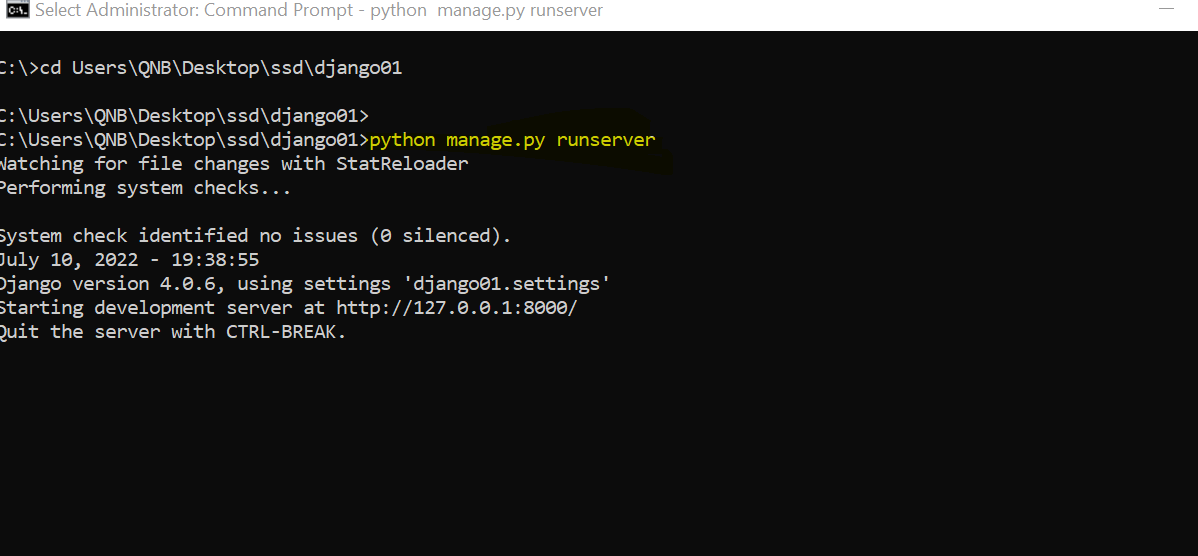 Select Administrator: Command Prompt - python  manage.py runserver
C:\>cd Users\QNB\Desktop\ssd\django01
C:\Users\QNB\Desktop\ssd\django01>
C:\Users\QNB\Desktop\ssd\django01>python manage.py runserver
Watching for file changes with StatReloader
Performing system checks...
System check identified no issues (0 silenced).
July 10, 2022 - 19:38:55
Django version 4.0.6, using settings 'django01.settings'
Starting development server at http://127.0.0.1:8000/
Quit the server with CTRL-BREAK.